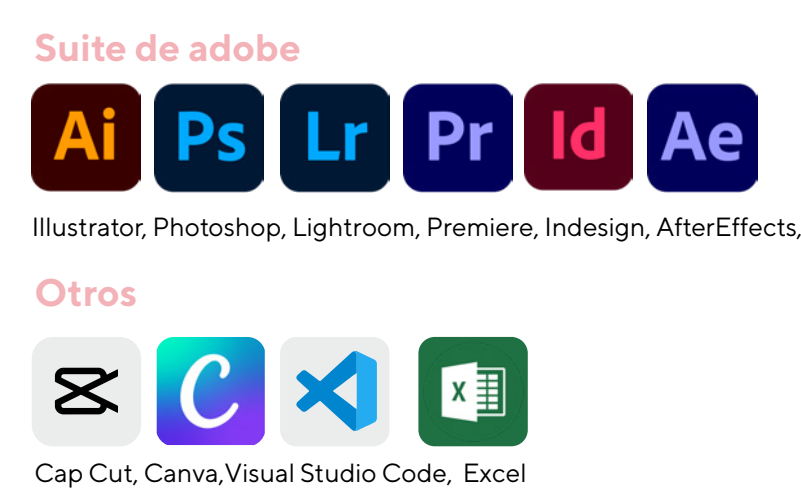 Suite de adobe
Ai Ps Lr Pr Id Ae
Illustrator, Photoshop, Lightroom, Premiere, Indesign, AfterEffects,
Otros
C X
Cap Cut, Canva,Visual Studio Code, Excel